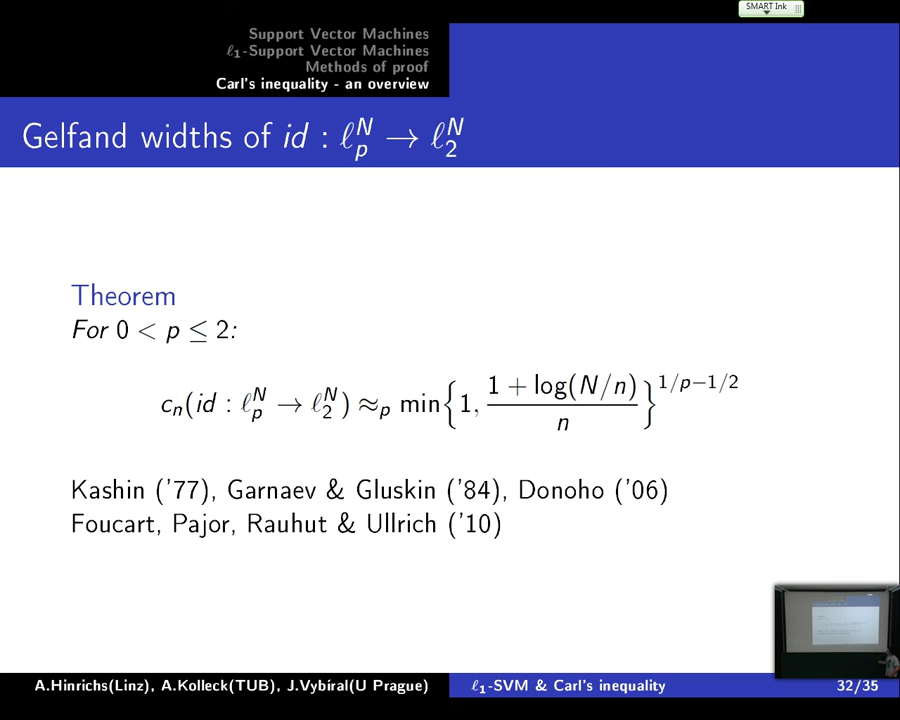 SMART Ink
Support Vector Machines
ℓ₁-Support Vector Machines
Methods of proof
Carl's inequality - an overview
Gelfand widths of id : ℓ_p^N → ℓ_2^N
Theorem
For 0 < p ≤ 2:
c_n(id : ℓ_p^N → ℓ_2^N) ≈_p min{1, (1 + log(N/n))/n}^{1/p−1/2}
Kashin ('77), Garnaev & Gluskin ('84), Donoho ('06)
Foucart, Pajor, Rauhut & Ullrich ('10)
A.Hinrichs(Linz), A.Kolleck(TUB), J.Vybíral(U Prague)
ℓ₁-SVM & Carl's inequality
32/35